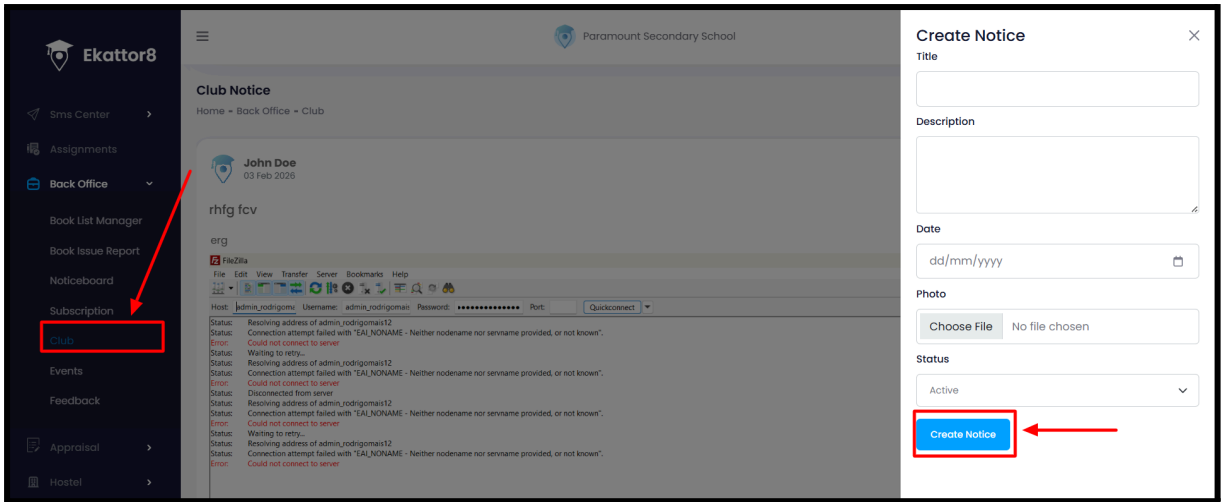 Ekattor8
Sms Center
Assignments
Back Office
Book List Manager
Book Issue Report
Noticeboard
Subscription
Club
Events
Feedback
Appraisal
Hostel
Paramount Secondary School
Club Notice
Home - Back Office - Club
John Doe
03 Feb 2026
rhfg fcv
erg
FileZilla
File Edit View Transfer Server Bookmarks Help
Host: admin_rodrigoma Username: admin_rodrigomais Password: •••••••••••••• Port: Quickconnect
Status: Resolving address of admin_rodrigomais12
Status: Connection attempt failed with "EAI_NONAME - Neither nodename nor servname provided, or not known".
Error: Could not connect to server
Status: Waiting to retry...
Status: Resolving address of admin_rodrigomais12
Status: Connection attempt failed with "EAI_NONAME - Neither nodename nor servname provided, or not known".
Error: Could not connect to server
Status: Disconnected from server
Status: Resolving address of admin_rodrigomais12
Status: Connection attempt failed with "EAI_NONAME - Neither nodename nor servname provided, or not known".
Error: Could not connect to server
Status: Waiting to retry...
Status: Resolving address of admin_rodrigomais12
Status: Connection attempt failed with "EAI_NONAME - Neither nodename nor servname provided, or not known".
Error: Could not connect to server
Create Notice
Title
Description
Date
dd/mm/yyyy
Photo
Choose File No file chosen
Status
Active
Create Notice